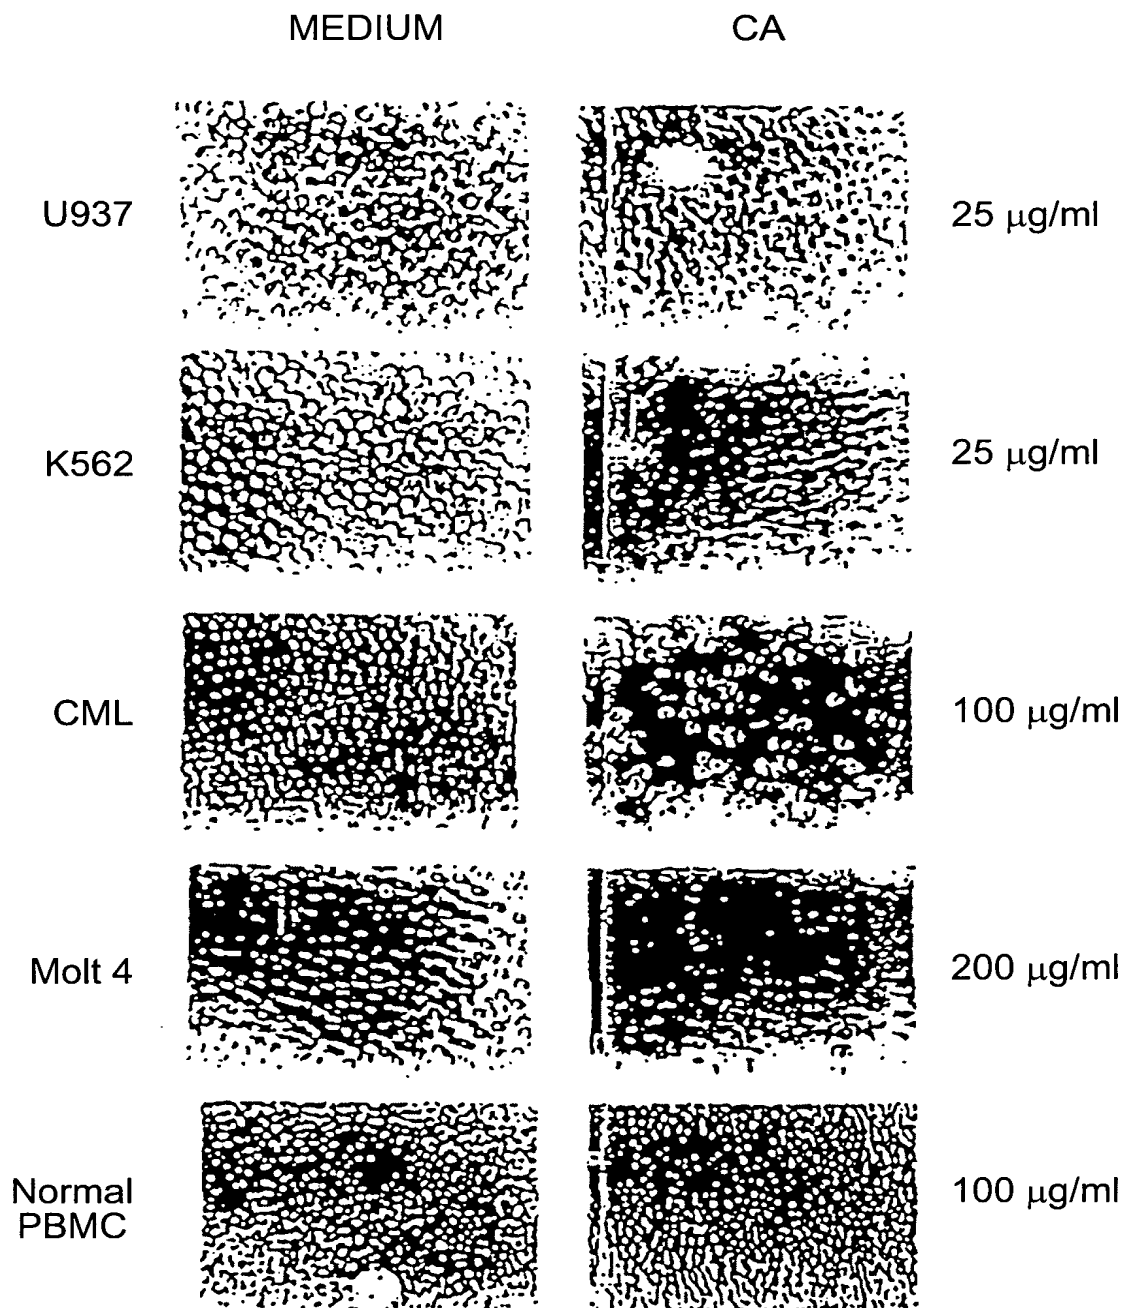 MEDIUM CA
U937 25 μg/ml
K562 25 μg/ml
CML 100 μg/ml
Molt 4 200 μg/ml
Normal
PBMC 100 μg/ml